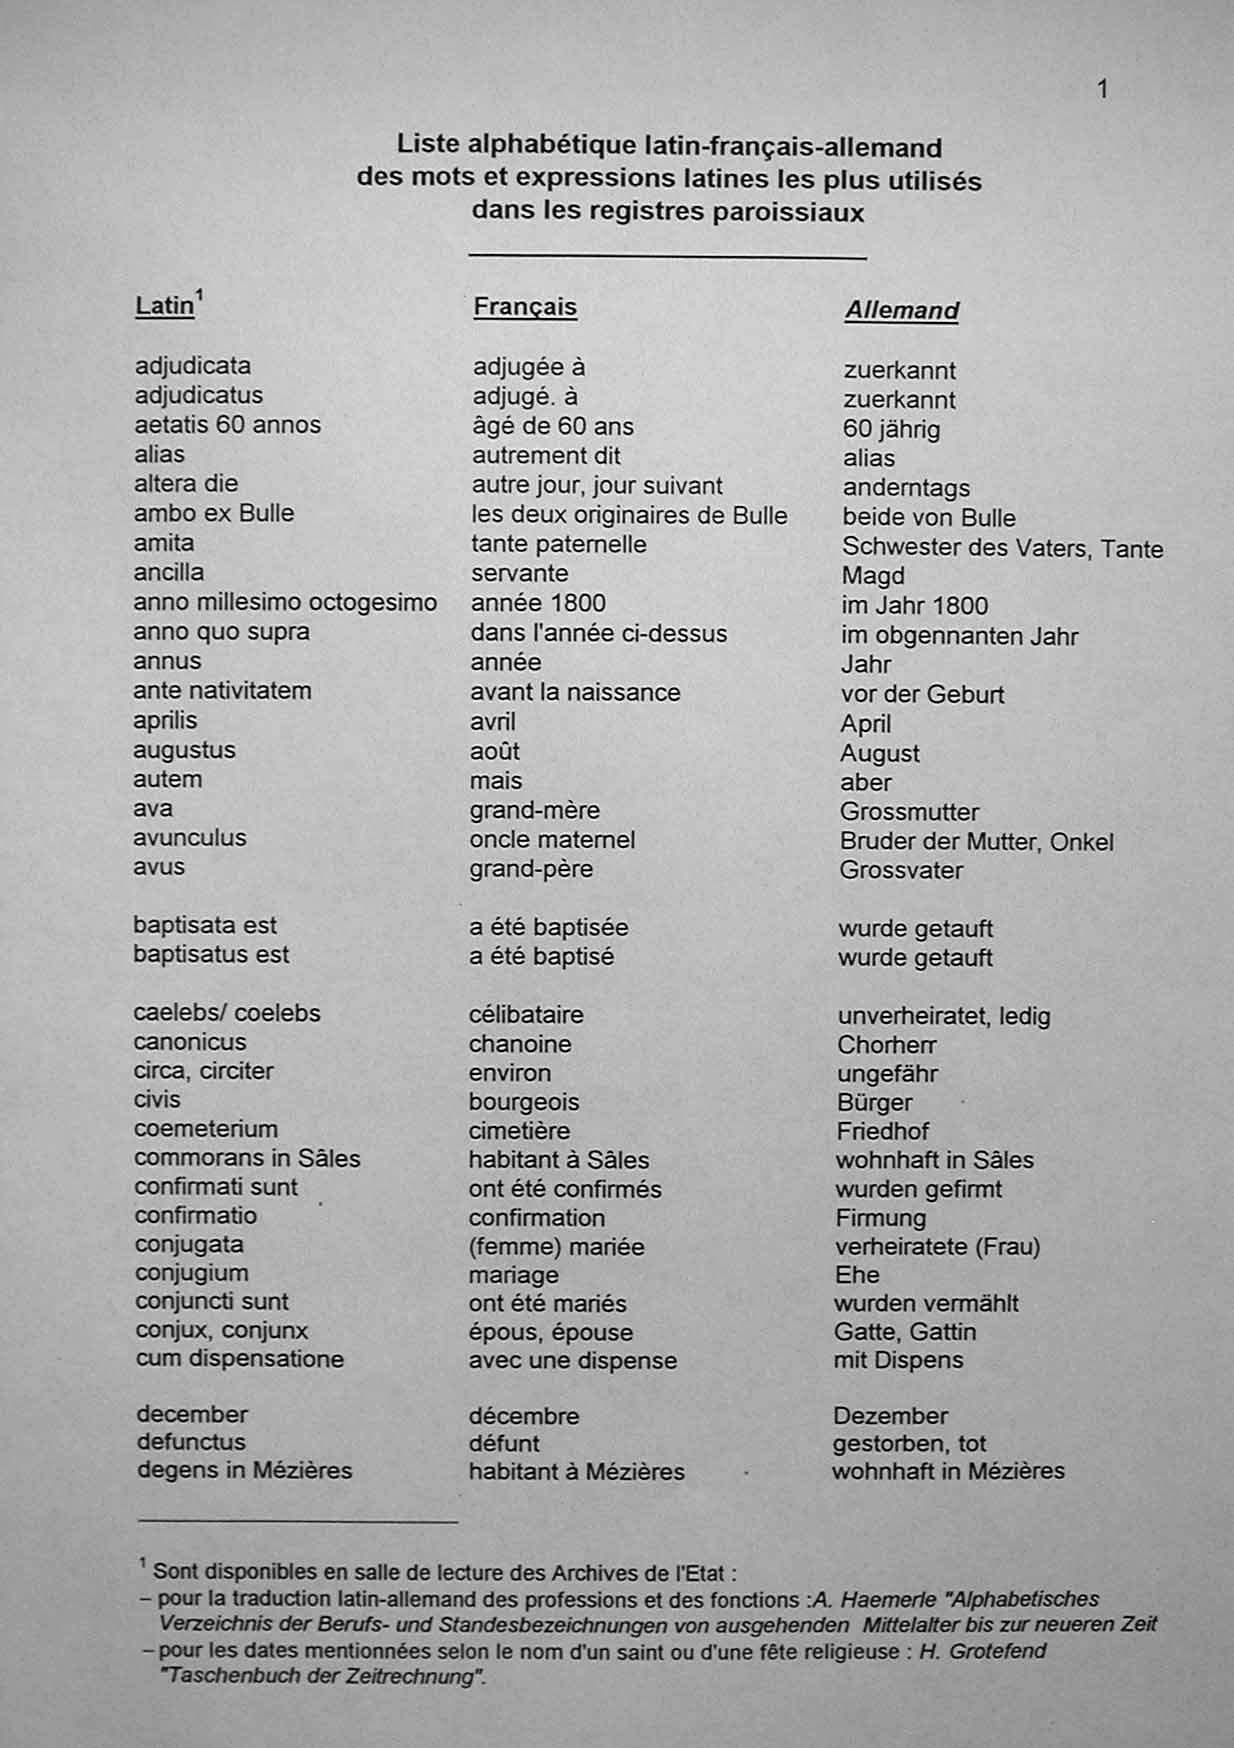 1
Liste alphabétique latin-français-allemand
des mots et expressions latines les plus utilisés
dans les registres paroissiaux
Latin1 Français Allemand
adjudicata adjugée à zuerkannt
adjudicatus adjugé. à zuerkannt
aetatis 60 annos âgé de 60 ans 60 jährig
alias autrement dit alias
altera die autre jour, jour suivant anderntags
ambo ex Bulle les deux originaires de Bulle beide von Bulle
amita tante paternelle Schwester des Vaters, Tante
ancilla servante Magd
anno millesimo octogesimo année 1800 im Jahr 1800
anno quo supra dans l'année ci-dessus im obgennanten Jahr
annus année Jahr
ante nativitatem avant la naissance vor der Geburt
aprilis avril April
augustus août August
autem mais aber
ava grand-mère Grossmutter
avunculus oncle maternel Bruder der Mutter, Onkel
avus grand-père Grossvater
baptisata est a été baptisée wurde getauft
baptisatus est a été baptisé wurde getauft
caelebs/ coelebs célibataire unverheiratet, ledig
canonicus chanoine Chorherr
circa, circiter environ ungefähr
civis bourgeois Bürger
coemeterium cimetière Friedhof
commorans in Sâles habitant à Sâles wohnhaft in Sâles
confirmati sunt ont été confirmés wurden gefirmt
confirmatio confirmation Firmung
conjugata (femme) mariée verheiratete (Frau)
conjugium mariage Ehe
conjuncti sunt ont été mariés wurden vermählt
conjux, conjunx épous, épouse Gatte, Gattin
cum dispensatione avec une dispense mit Dispens
december décembre Dezember
defunctus défunt gestorben, tot
degens in Mézières habitant à Mézières wohnhaft in Mézières
1 Sont disponibles en salle de lecture des Archives de l'Etat :
– pour la traduction latin-allemand des professions et des fonctions :A. Haemerle "Alphabetisches
Verzeichnis der Berufs- und Standesbezeichnungen von ausgehenden Mittelalter bis zur neueren Zeit
– pour les dates mentionnées selon le nom d'un saint ou d'une fête religieuse : H. Grotefend
"Taschenbuch der Zeitrechnung".